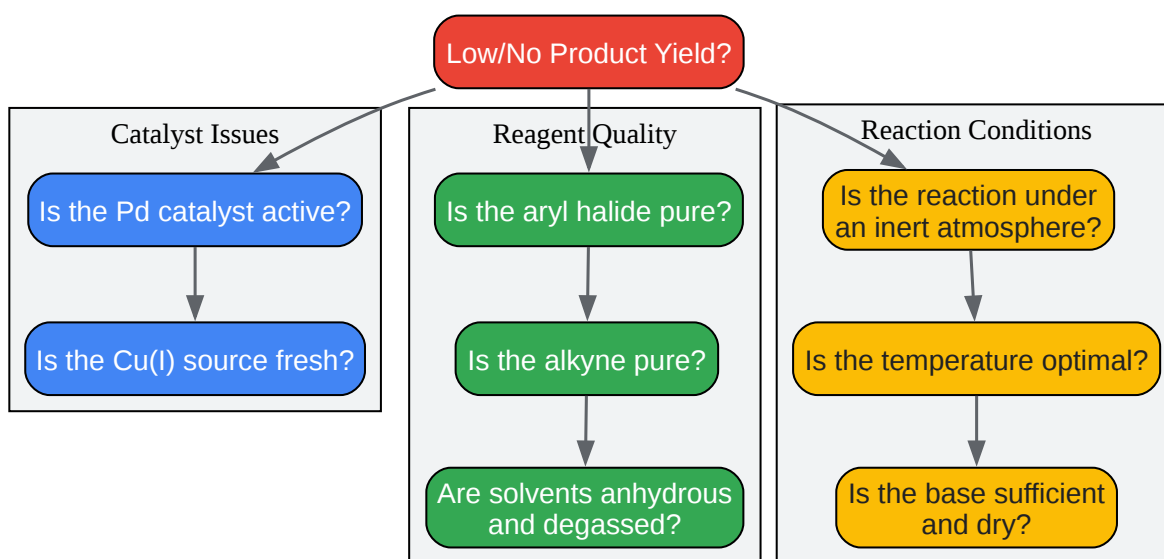 Low/No Product Yield?
Catalyst Issues
Is the Pd catalyst active?
Is the Cu(I) source fresh?
Reagent Quality
Is the aryl halide pure?
Is the alkyne pure?
Are solvents anhydrous
and degassed?
Reaction Conditions
Is the reaction under
an inert atmosphere?
Is the temperature optimal?
Is the base sufficient
and dry?